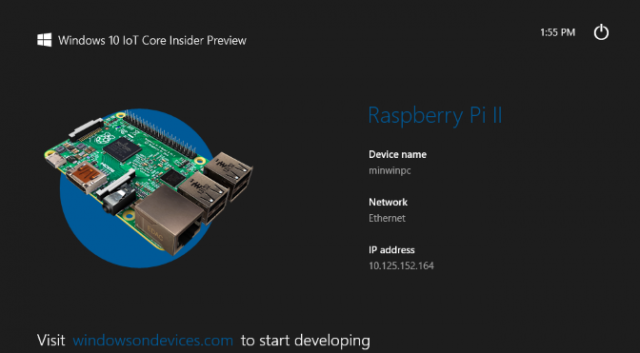 Windows 10 IoT Core Insider Preview
1:55 PM
Raspberry Pi II
Device name
minwinpc
Network
Ethernet
IP address
10.125.152.164
Visit windowsondevices.com to start developing